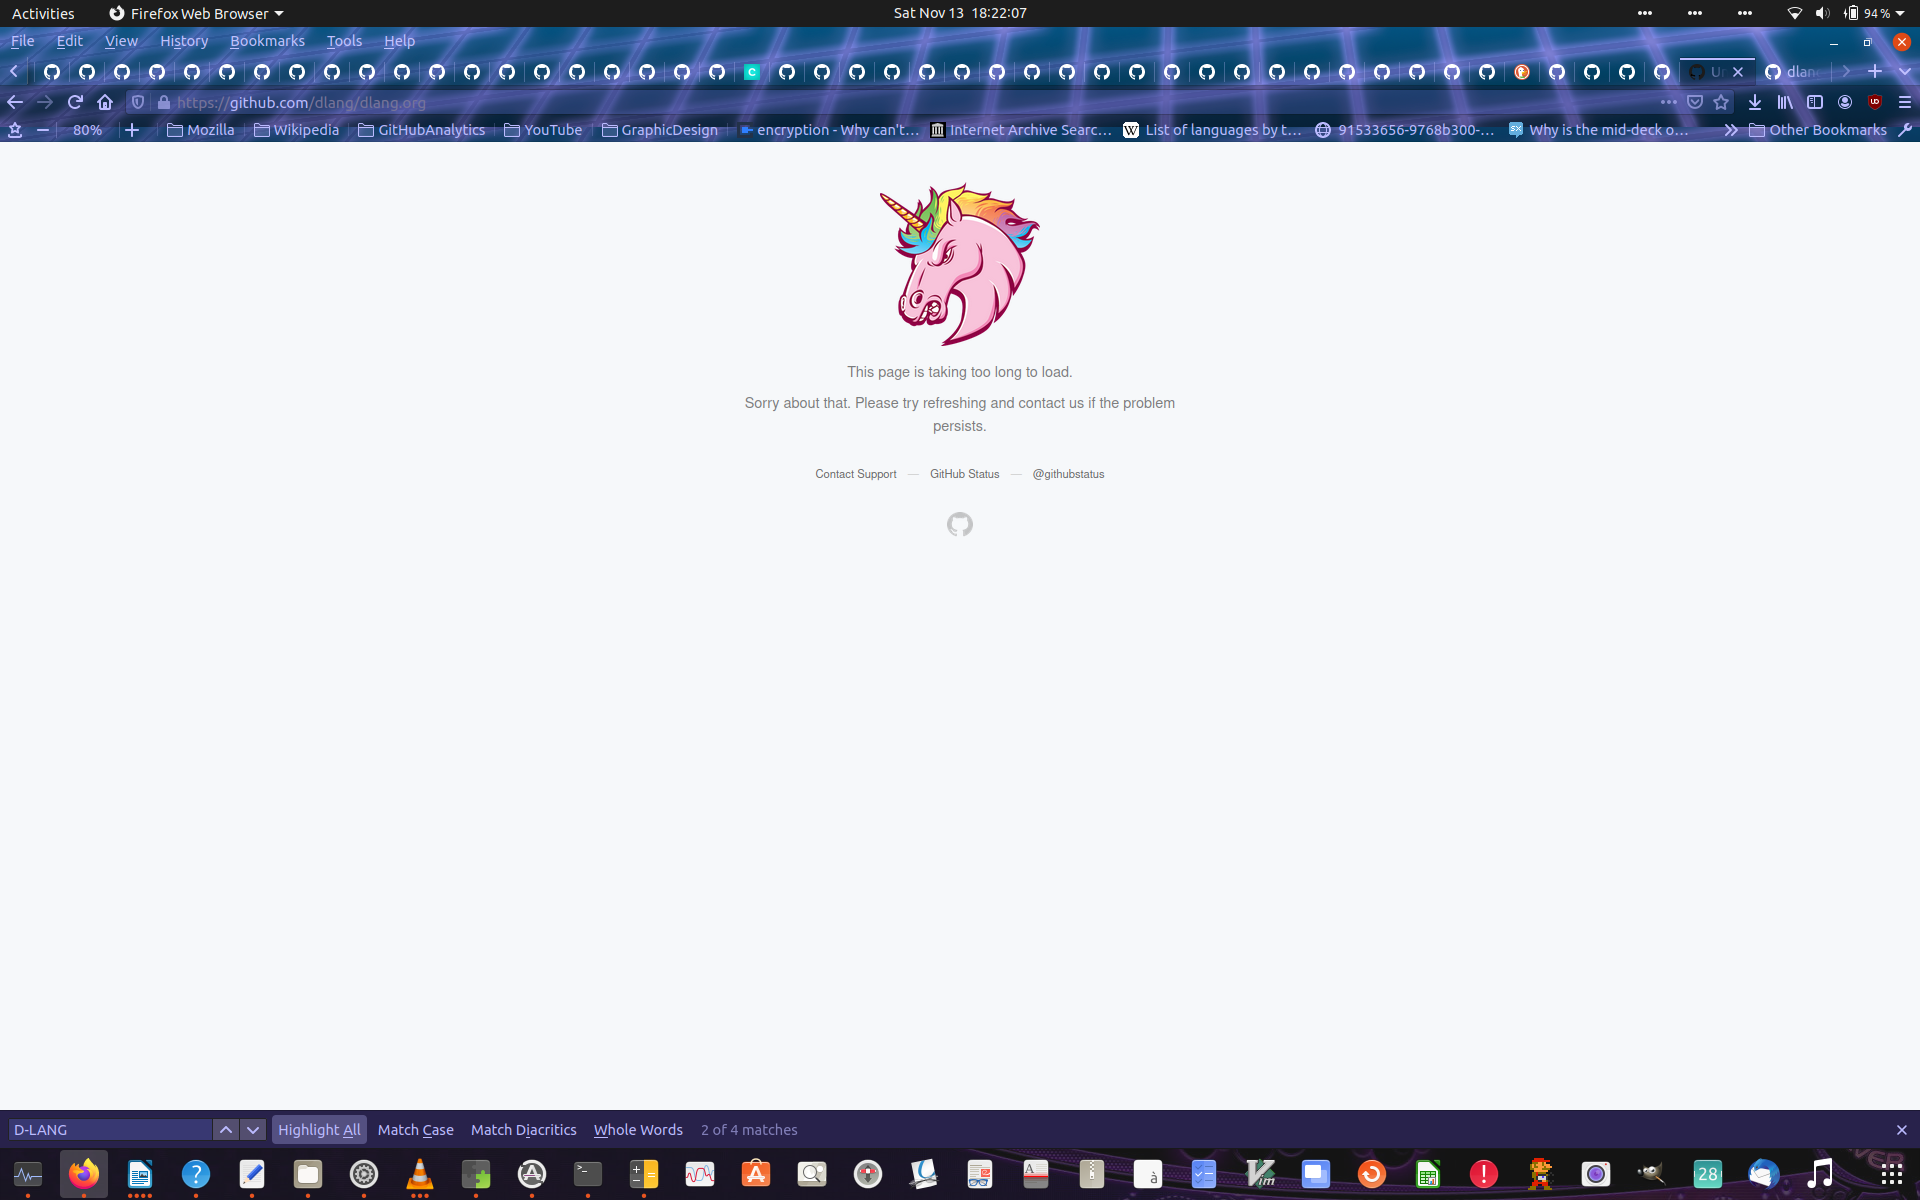 Activities Firefox Web Browser Sat Nov 13 18:22:07 94 %
File Edit View History Bookmarks Tools Help
C Un dlan
https://github.com/dlang/dlang.org
80% Mozilla Wikipedia GitHubAnalytics YouTube GraphicDesign encryption - Why can't… Internet Archive Searc… W List of languages by t… 91533656-9768b300-… Why is the mid-deck o… Other Bookmarks
This page is taking too long to load.
Sorry about that. Please try refreshing and contact us if the problem
persists.
Contact Support — GitHub Status — @githubstatus
D-LANG Highlight All Match Case Match Diacritics Whole Words 2 of 4 matches
28